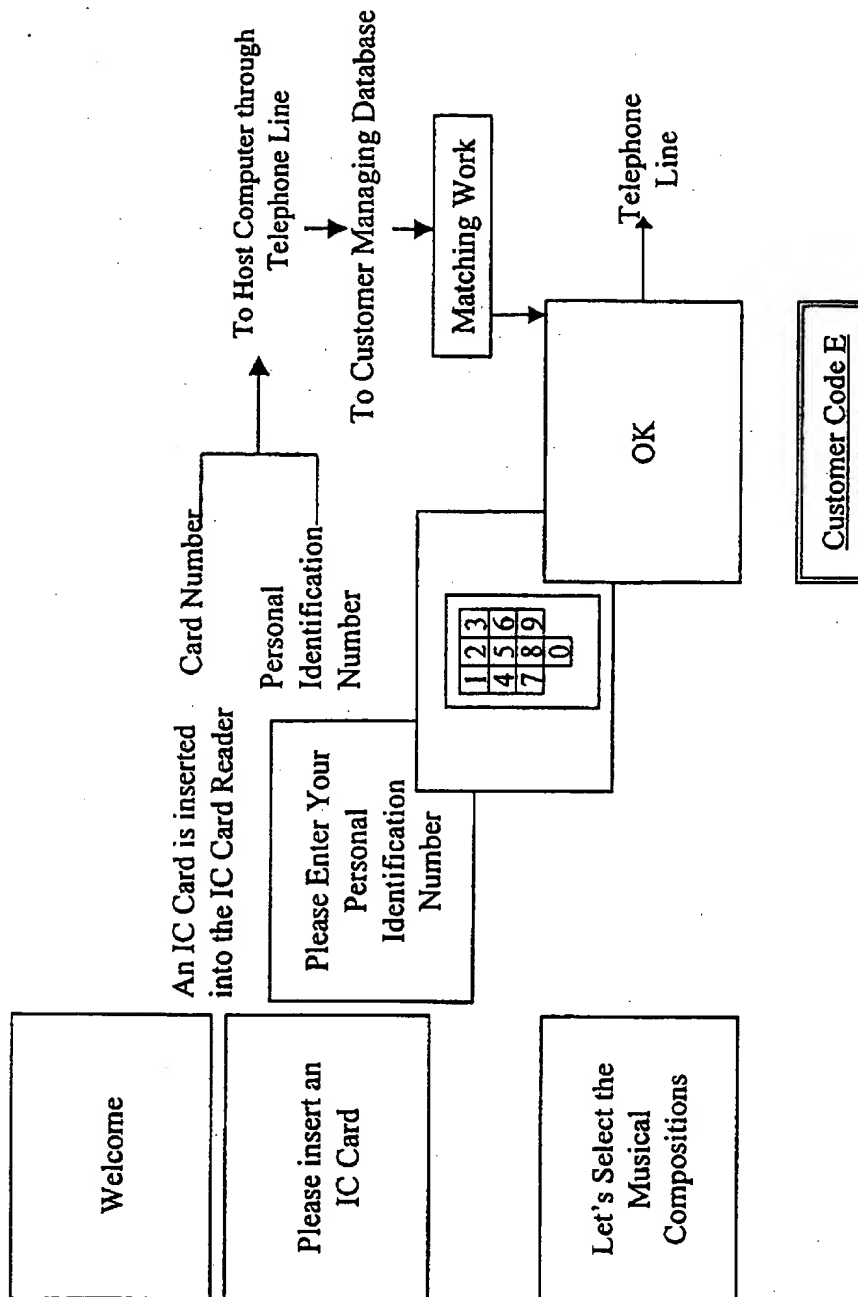 Welcome
Please insert an
IC Card
Let's Select the
Musical
Compositions
An IC Card is inserted
into the IC Card Reader
Please Enter Your
Personal
Identification
Number
Card Number
Personal
Identification
Number
1 2 3
4 5 6
7 8 9
0
To Host Computer through
Telephone Line
To Customer Managing Database
Matching Work
OK
Telephone
Line
Customer Code E